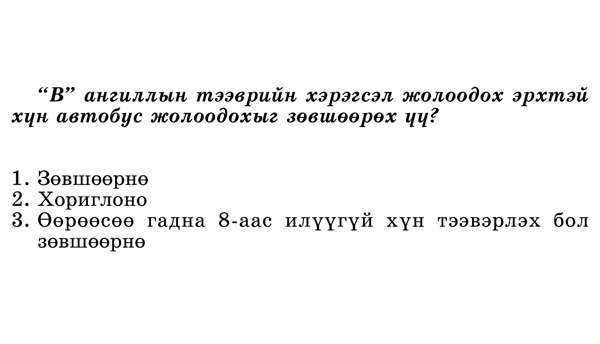 “B” ангиллын тээврийн хэрэгсэл жолоодох эрхтэй
хүн автобус жолоодохыг зөвшөөрөх үү?
1. Зөвшөөрнө
2. Хориглоно
3. Өөрөөсөө гадна 8-аас илүүгүй хүн тээвэрлэх бол
зөвшөөрнө